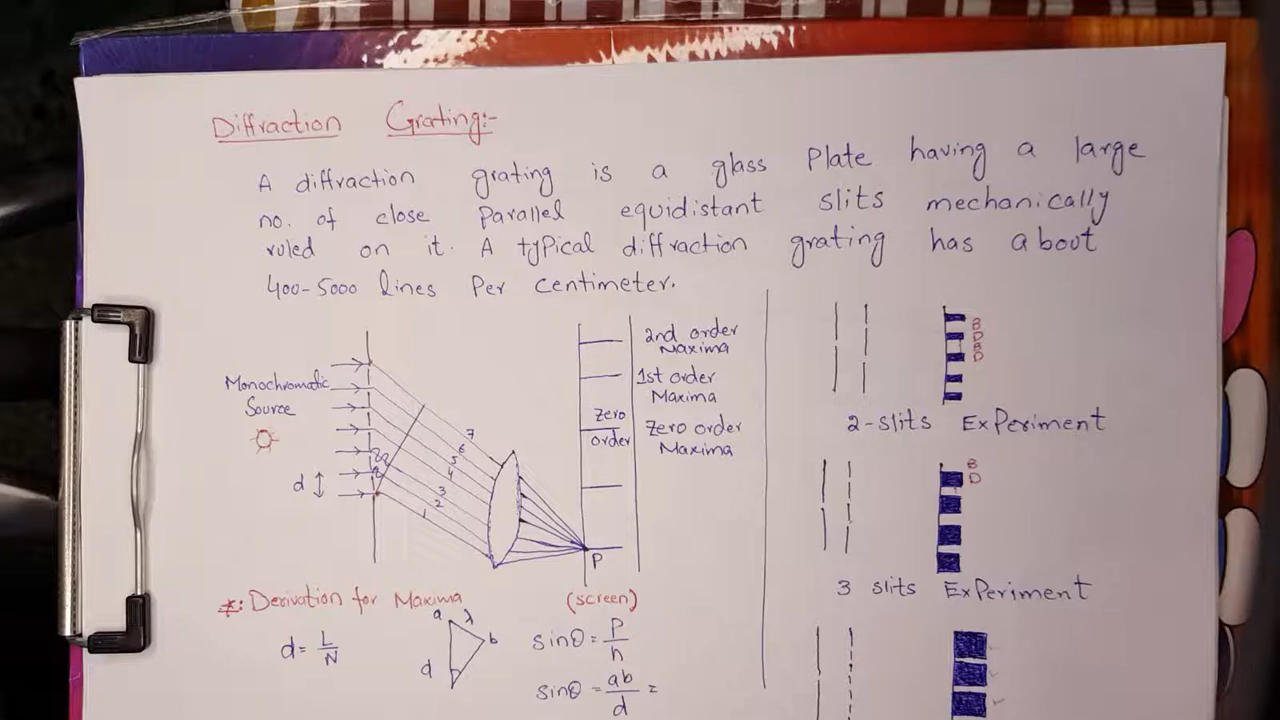 Diffraction Grating:-
A diffraction grating is a glass Plate having a large
no. of close Parallel equidistant slits mechanically
ruled on it. A typical diffraction grating has about
400-5000 lines Per centimeter.
Monochromatic
Source
d
7
6
5
4
3
2
1
P
2nd order
Maxima
1st order
Maxima
zero
order
Zero order
Maxima
(screen)
B
D
B
D
2-slits ExPeriment
B
D
3 slits ExPeriment
*: Derivation for Maxima
d = L/N
a
λ
b
d
sinθ = P/h
sinθ = ab/d =